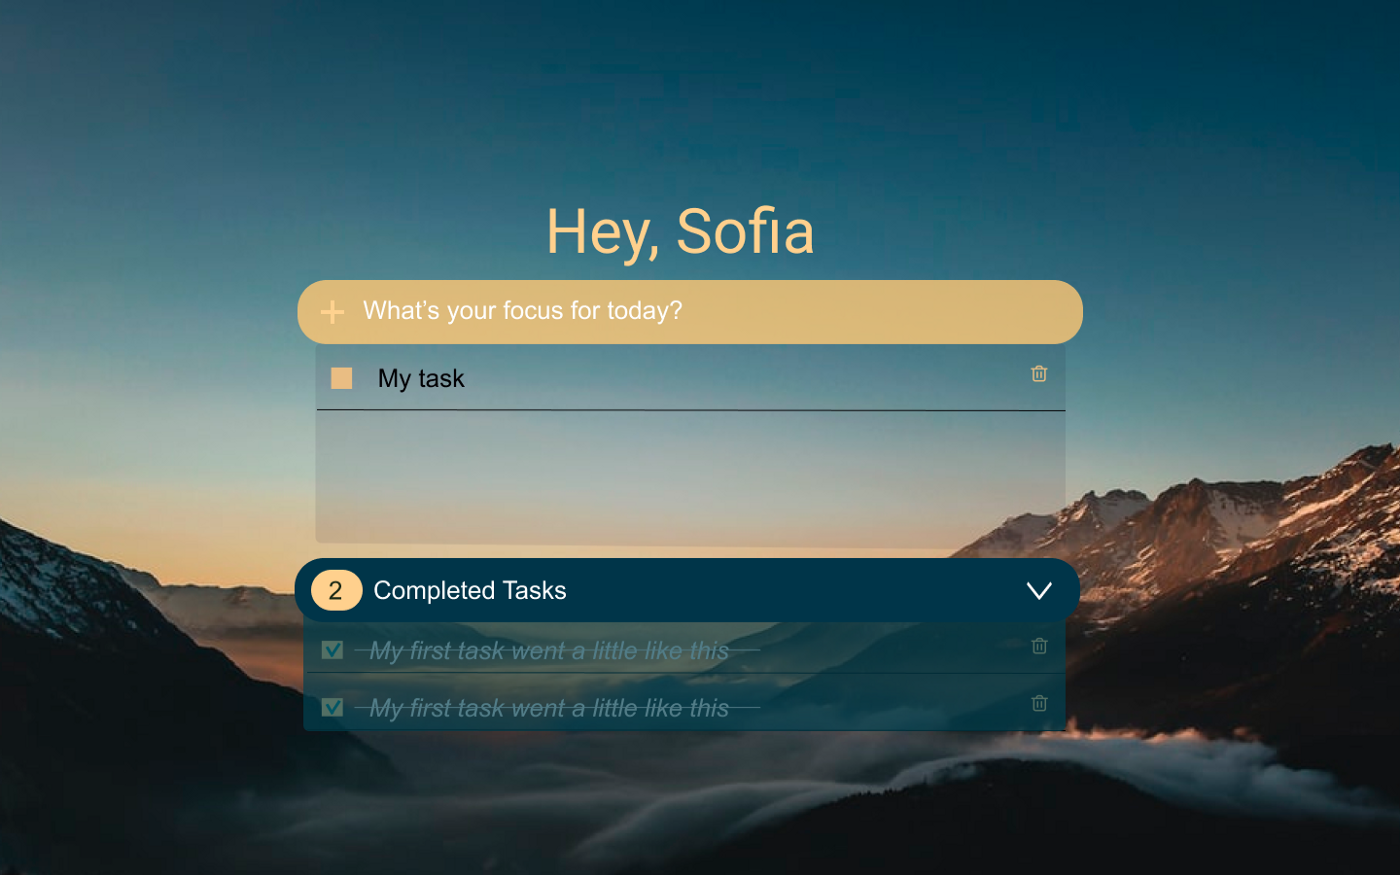 Hey, Sofia
What’s your focus for today?
My task
2 Completed Tasks
My first task went a little like this
My first task went a little like this